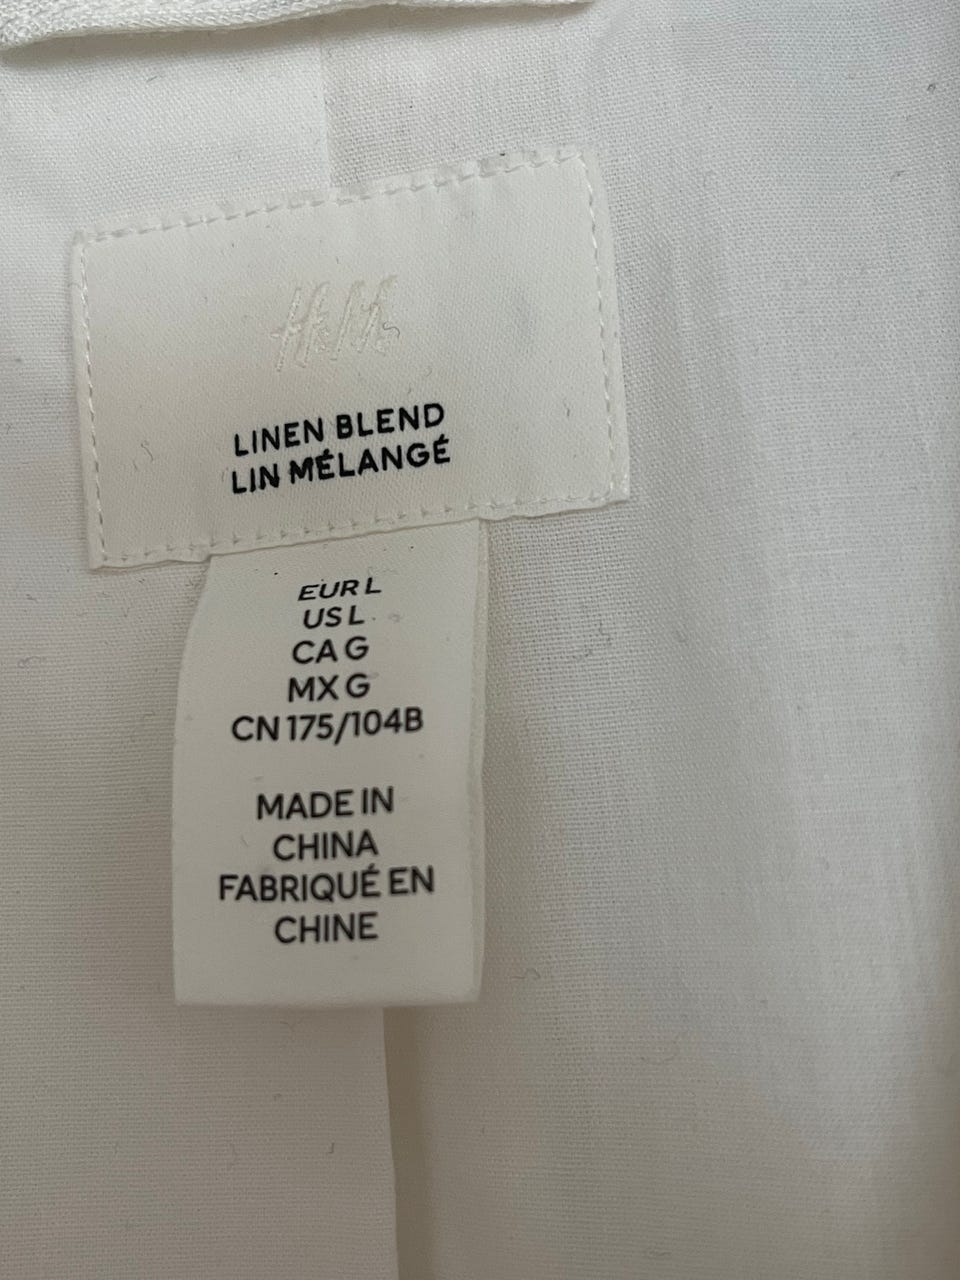 H&M
LINEN BLEND
LIN MÉLANGÉ
EUR L
US L
CA G
MX G
CN 175/104B
MADE IN
CHINA
FABRIQUÉ EN
CHINE